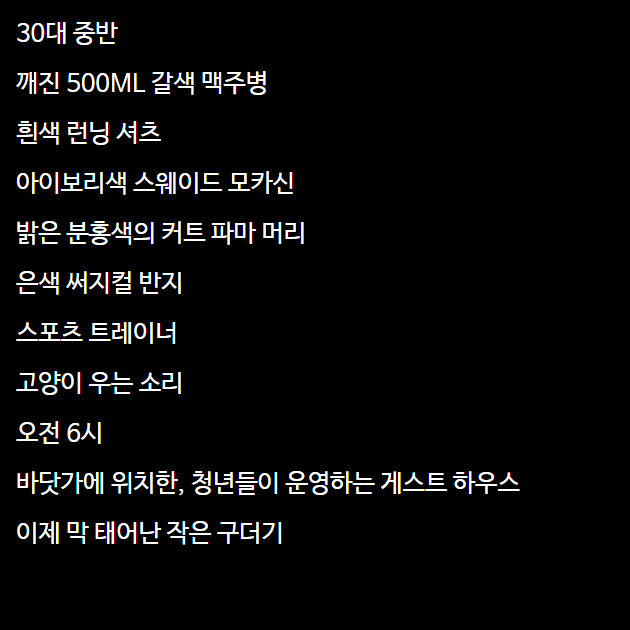 30대 중반
깨진 500ML 갈색 맥주병
흰색 런닝 셔츠
아이보리색 스웨이드 모카신
밝은 분홍색의 커트 파마 머리
은색 써지컬 반지
스포츠 트레이너
고양이 우는 소리
오전 6시
바닷가에 위치한, 청년들이 운영하는 게스트 하우스
이제 막 태어난 작은 구더기